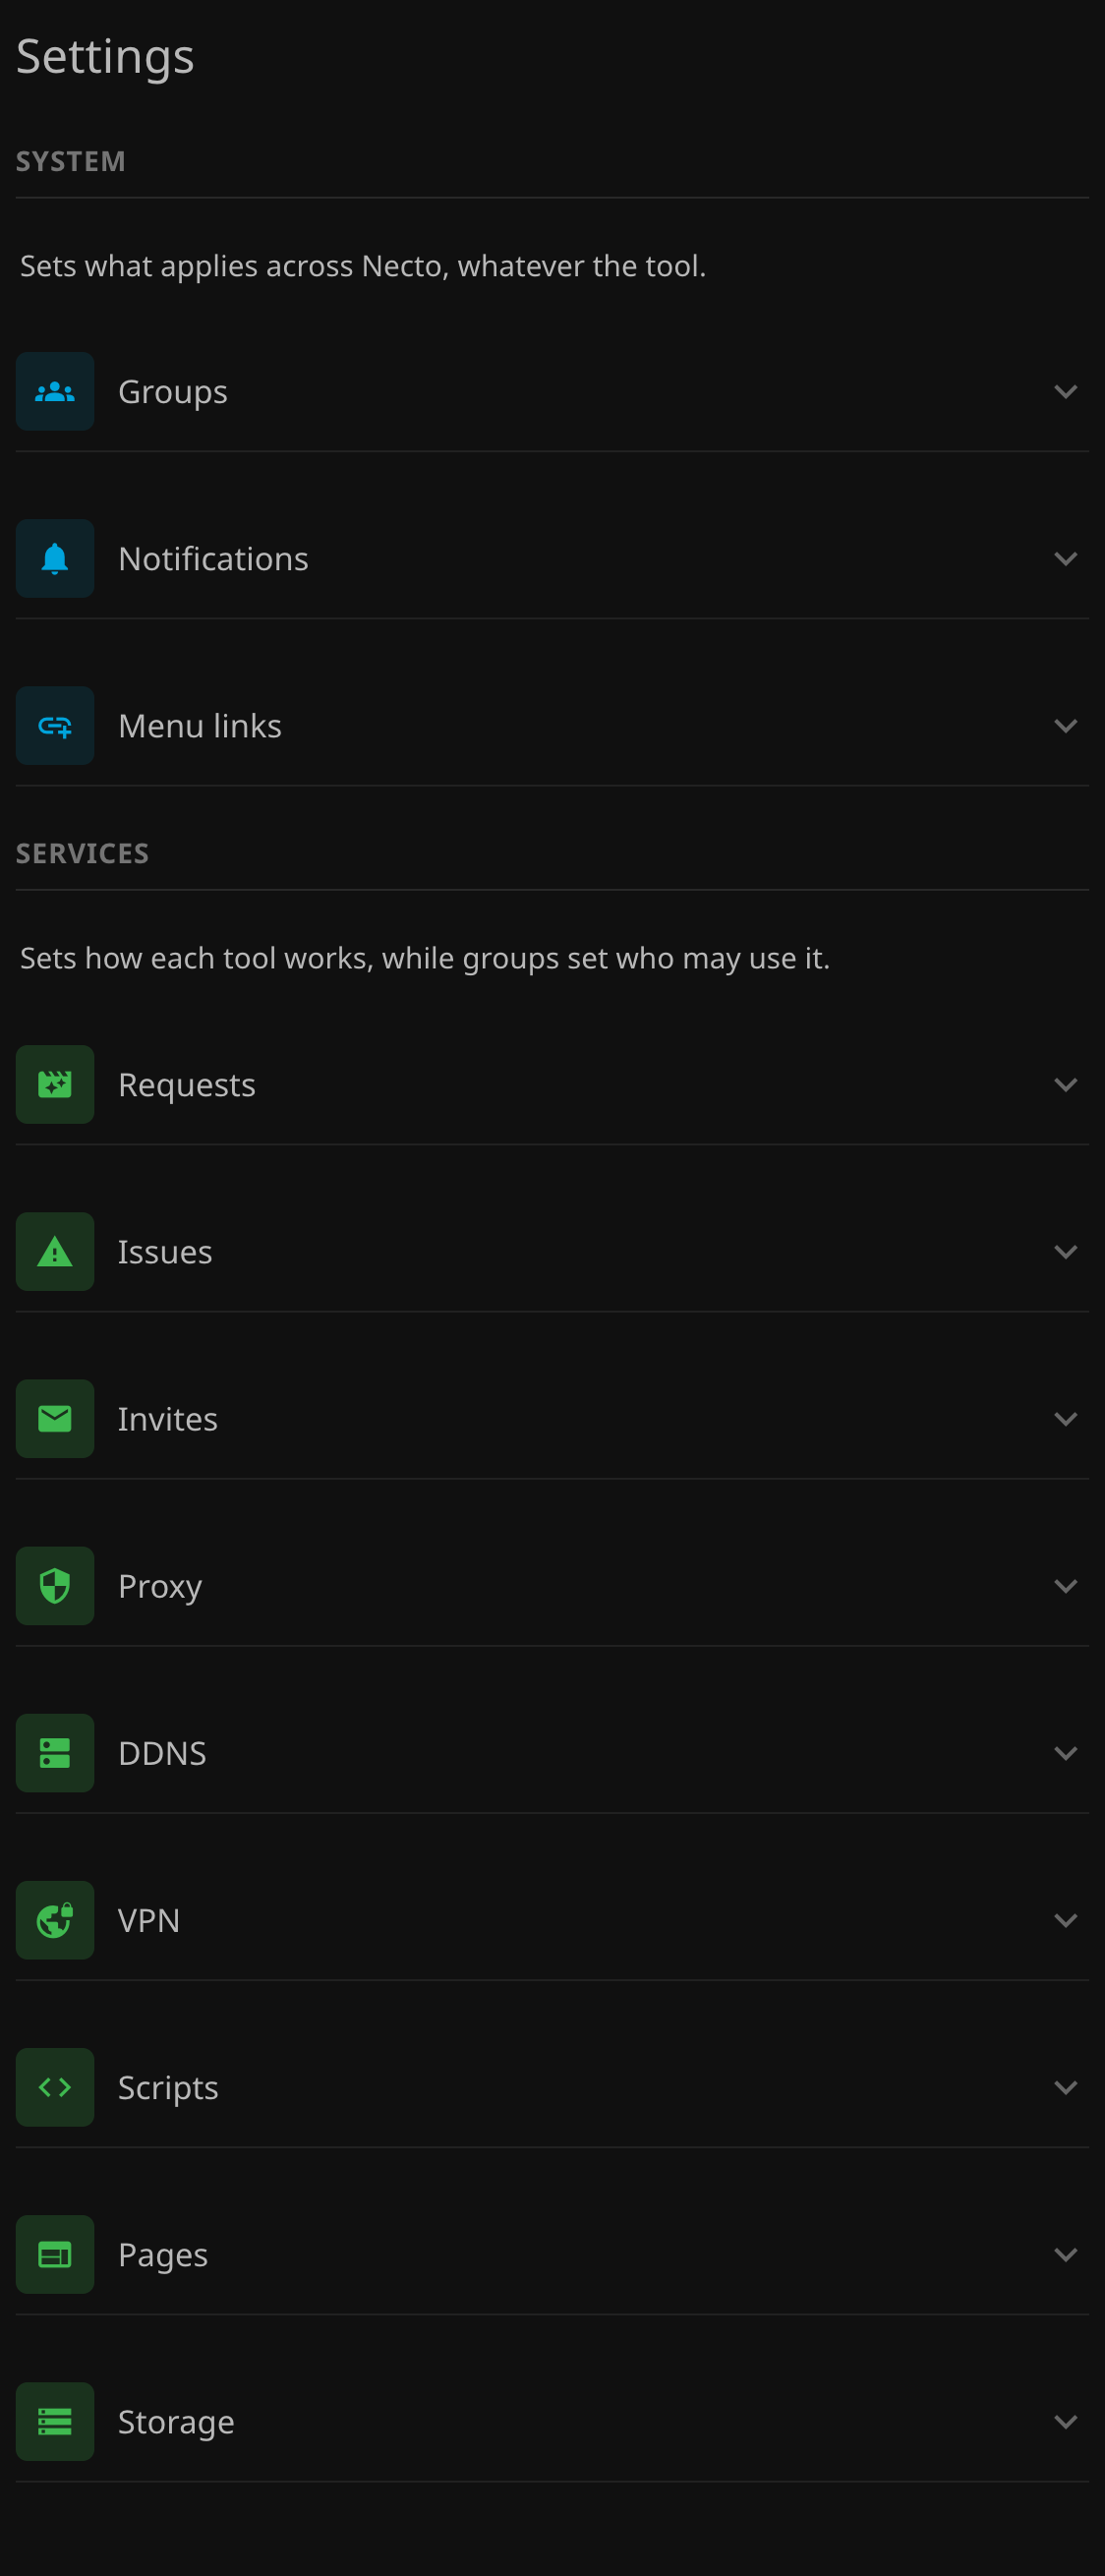 Settings
SYSTEM
Sets what applies across Necto, whatever the tool.
Groups
Notifications
Menu links
SERVICES
Sets how each tool works, while groups set who may use it.
Requests
Issues
Invites
Proxy
DDNS
VPN
Scripts
Pages
Storage